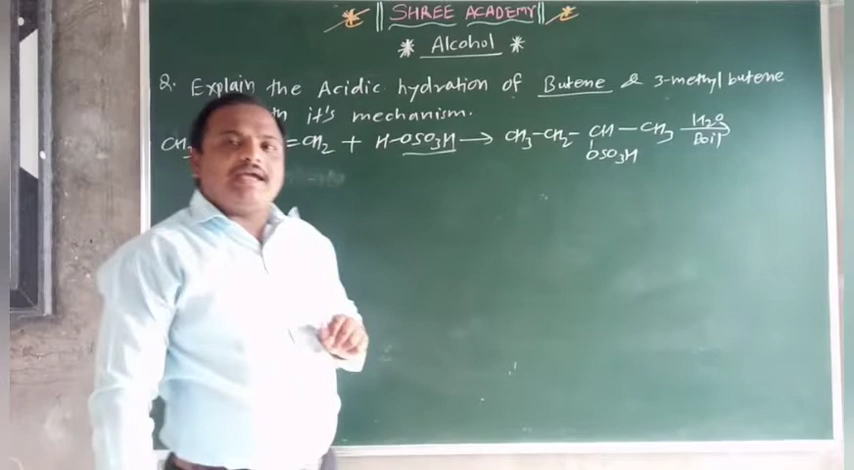 SHREE ACADEMY
* Alcohol *
Q. Explain the Acidic hydration of Butene & 3-methyl butene
it's mechanism.
=CH2 + H-OSO3H → CH3-CH2-CH-CH3 H2O
OSO3H Boil